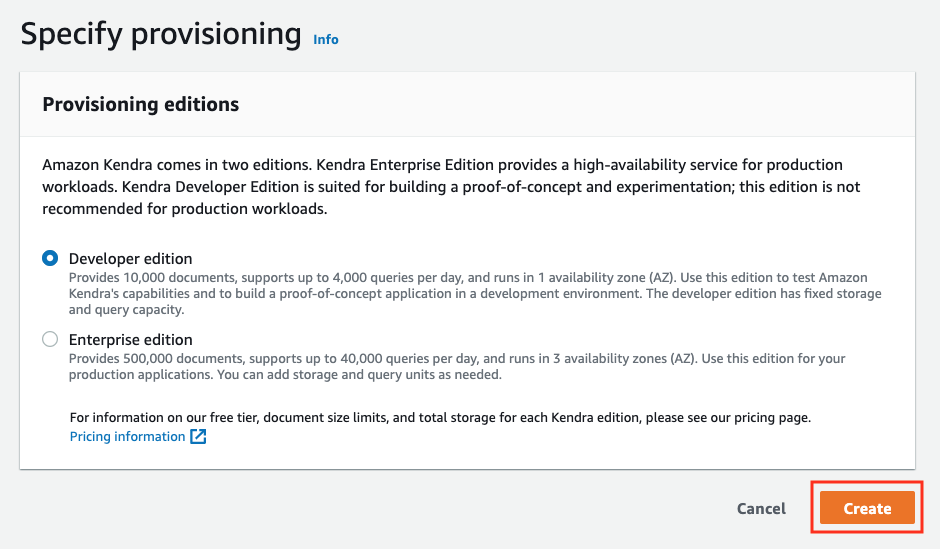 Specify provisioning Info
Provisioning editions
Amazon Kendra comes in two editions. Kendra Enterprise Edition provides a high-availability service for production
workloads. Kendra Developer Edition is suited for building a proof-of-concept and experimentation; this edition is not
recommended for production workloads.
Developer edition
Provides 10,000 documents, supports up to 4,000 queries per day, and runs in 1 availability zone (AZ). Use this edition to test Amazon
Kendra's capabilities and to build a proof-of-concept application in a development environment. The developer edition has fixed storage
and query capacity.
Enterprise edition
Provides 500,000 documents, supports up to 40,000 queries per day, and runs in 3 availability zones (AZ). Use this edition for your
production applications. You can add storage and query units as needed.
For information on our free tier, document size limits, and total storage for each Kendra edition, please see our pricing page.
Pricing information
Cancel Create